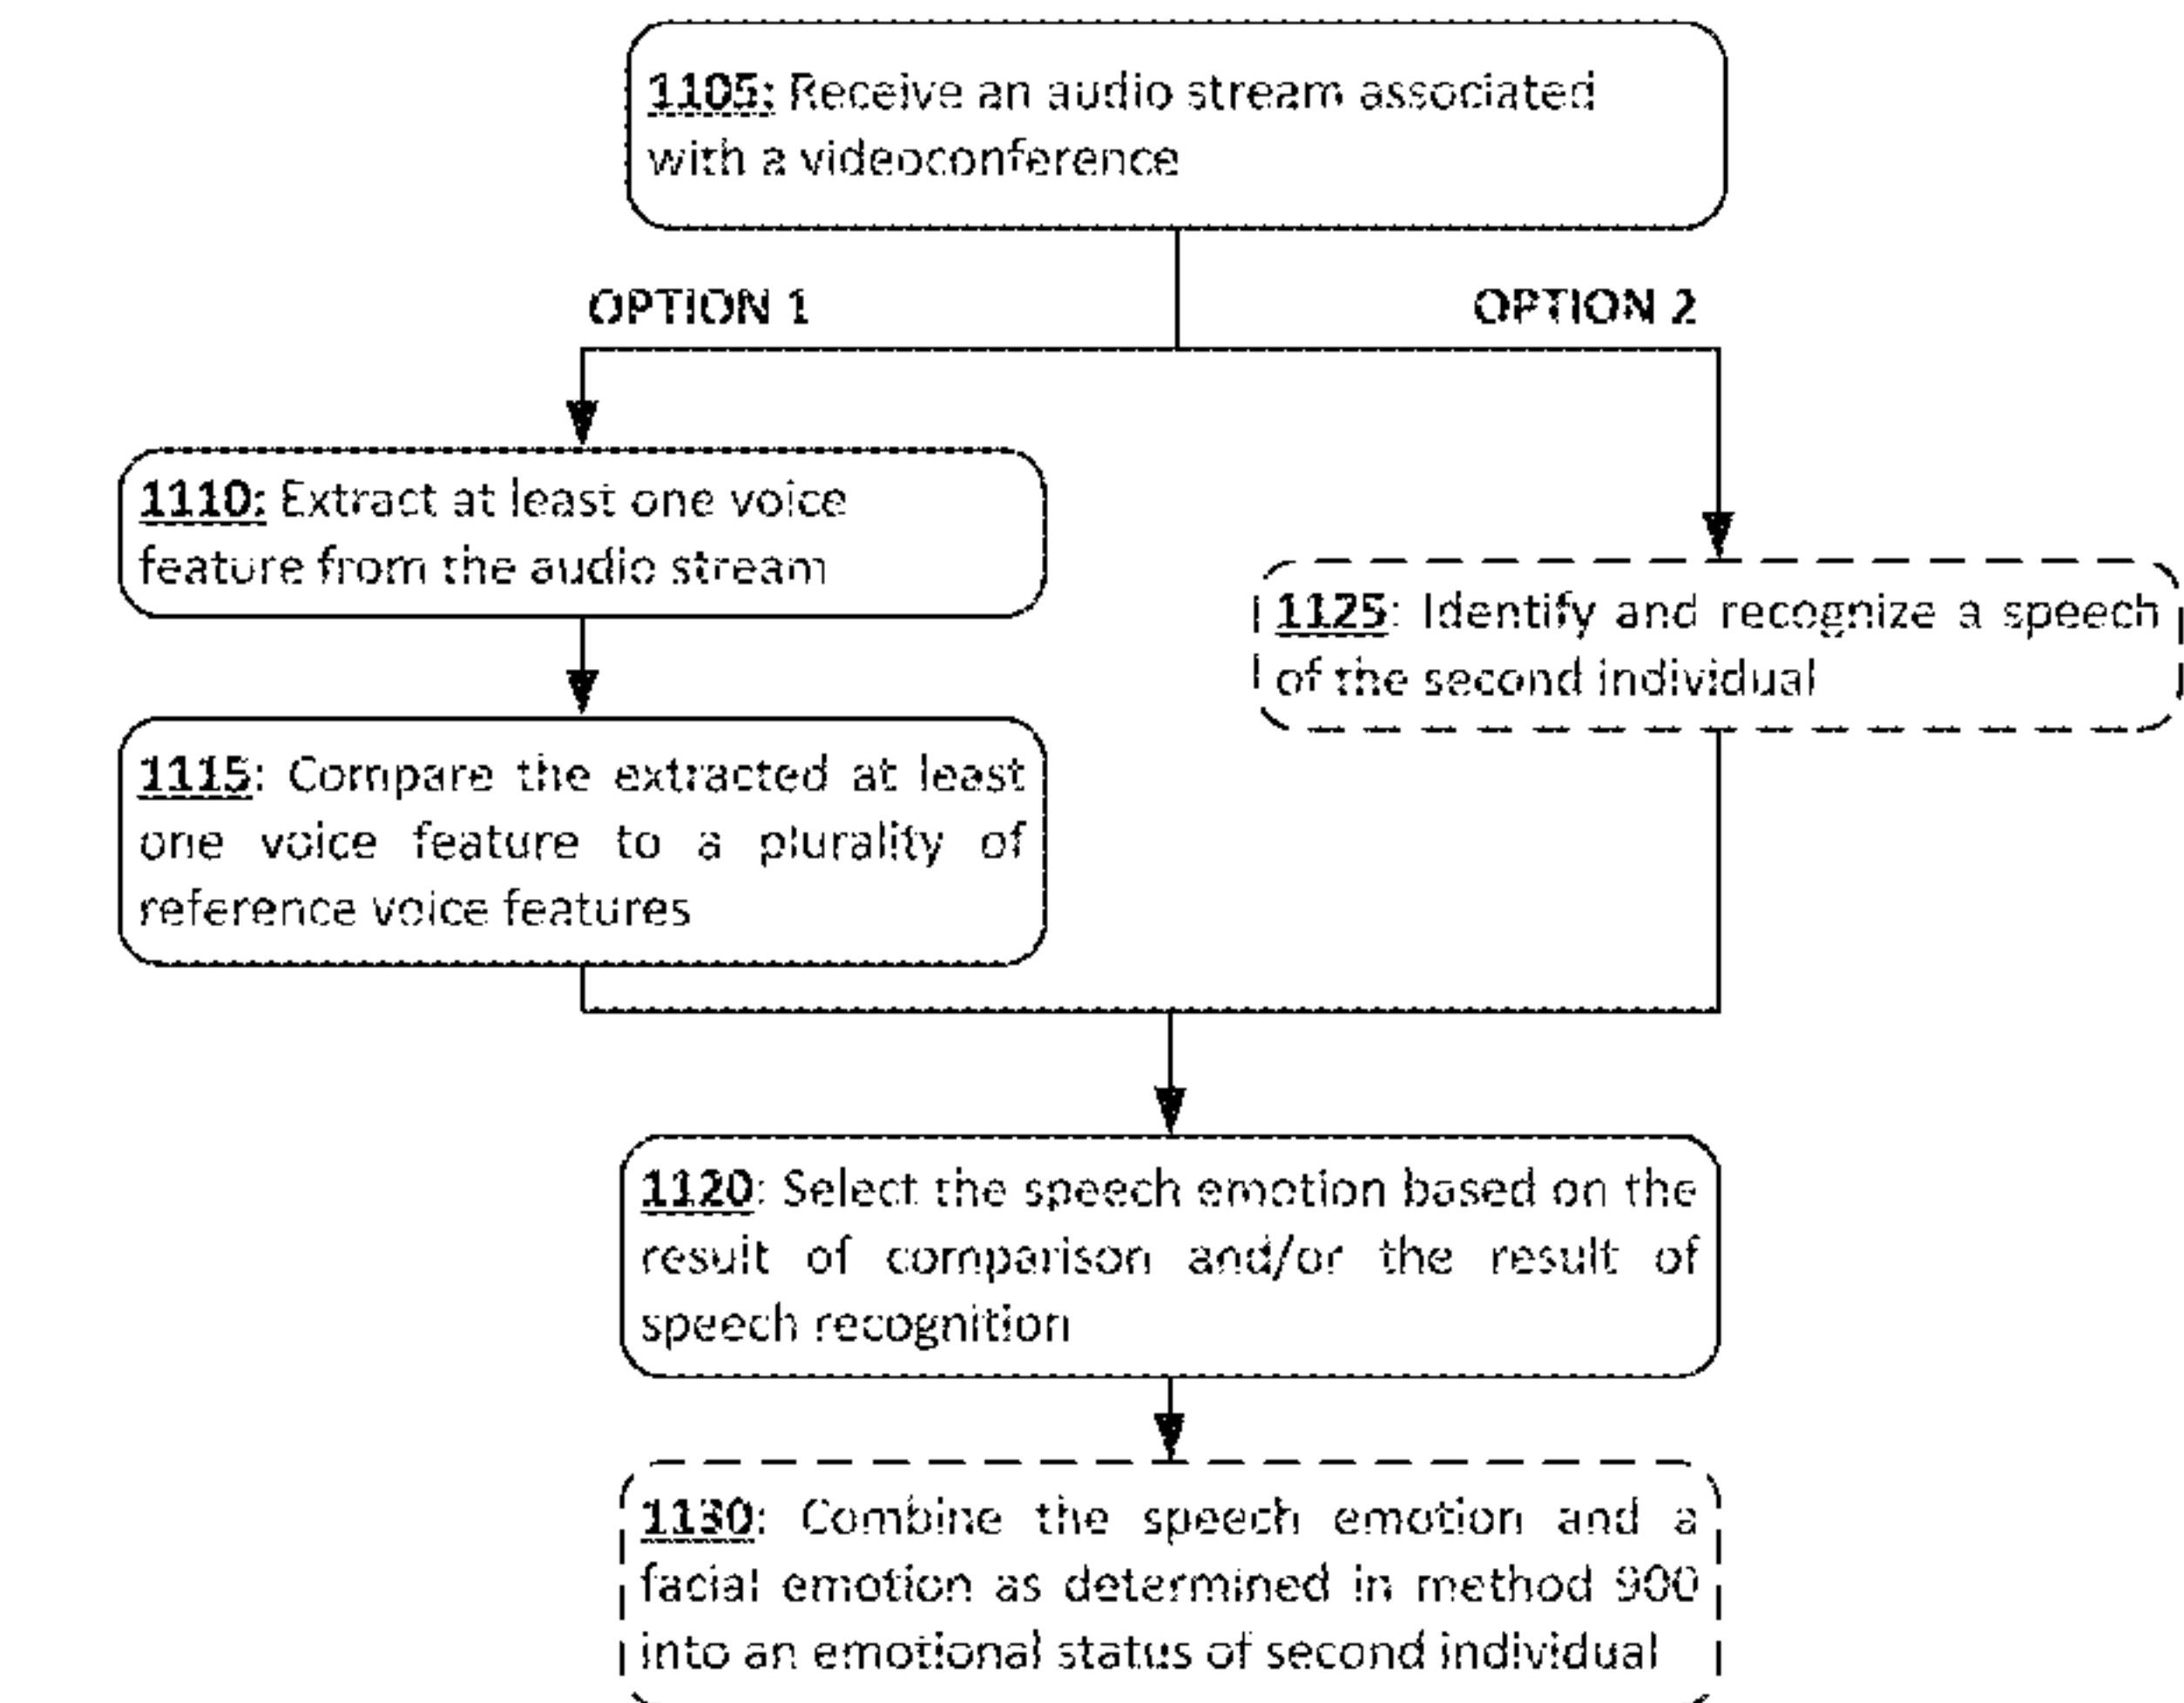 1105: Receive an audio stream associated
with a videoconference
OPTION 1
OPTION 2
1110: Extract at least one voice
feature from the audio stream
1115: Compare the extracted at least
one voice feature to a plurality of
reference voice features
1125: Identify and recognize a speech
of the second individual
1120: Select the speech emotion based on the
result of comparison and/or the result of
speech recognition
1130: Combine the speech emotion and a
facial emotion as determined in method 900
into an emotional status of second individual